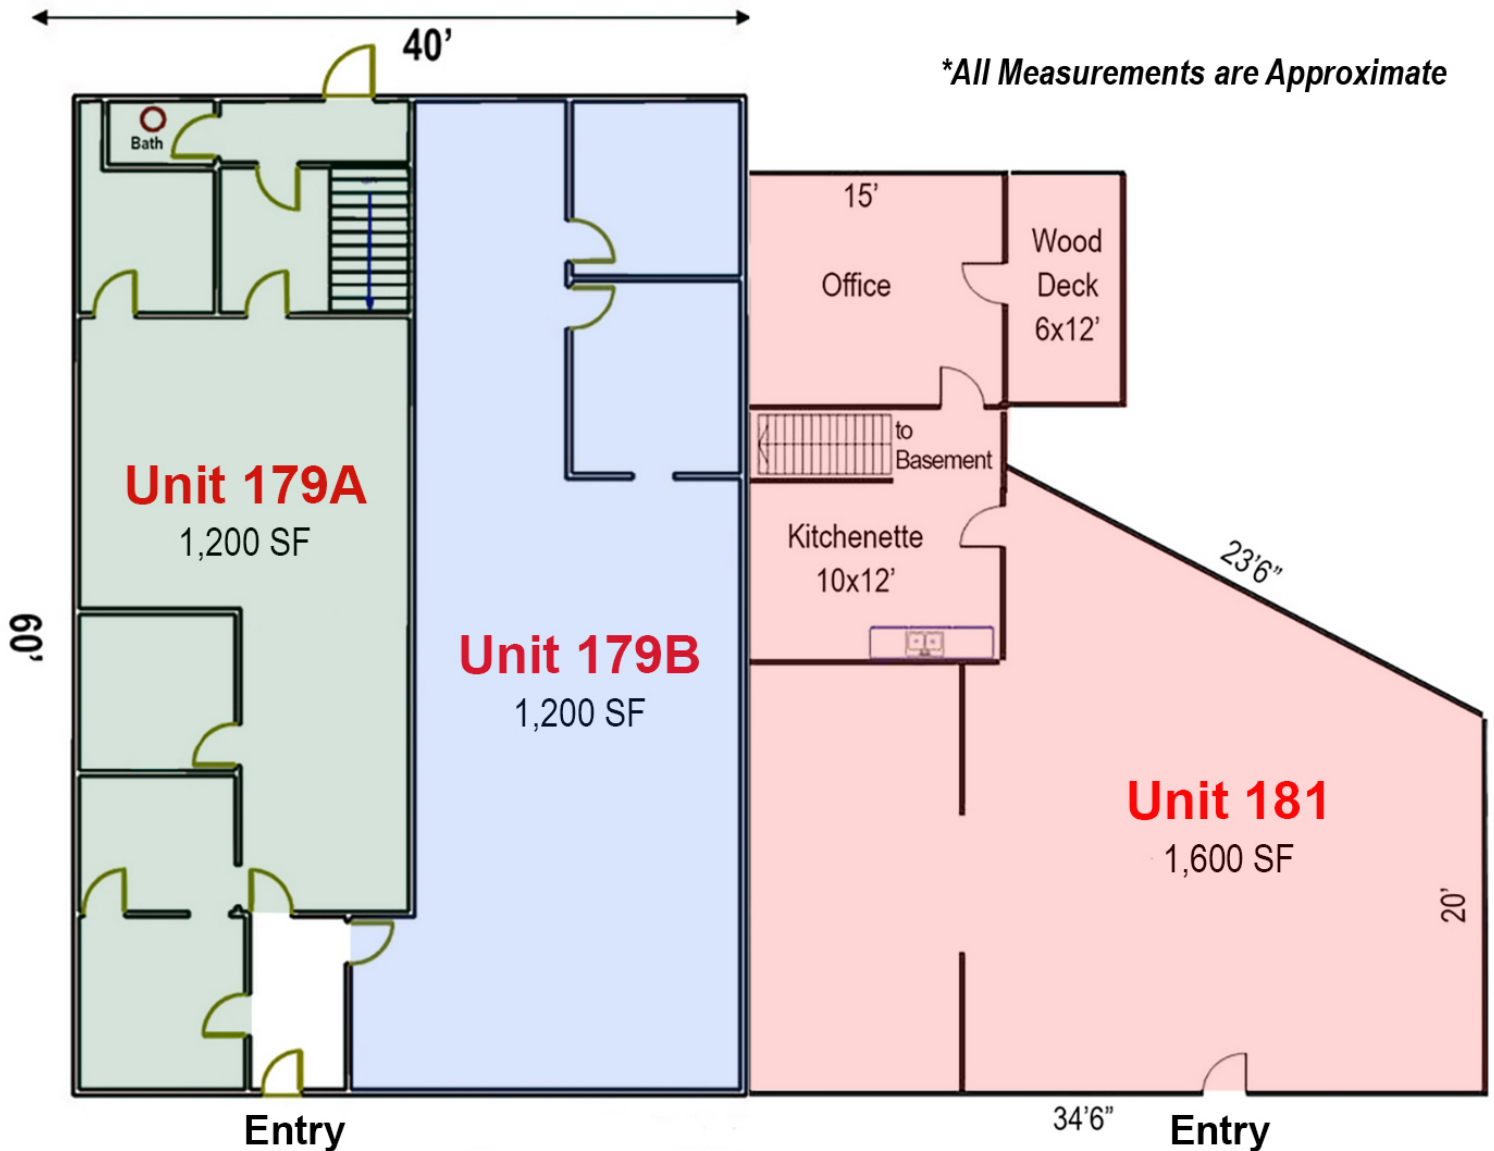 40’
*All Measurements are Approximate
Bath
15’
Office
Wood
Deck
6x12’
to
Basement
Unit 179A
1,200 SF
Kitchenette
10x12’
23’6”
60’
Unit 179B
1,200 SF
Unit 181
1,600 SF
20’
34’6”
Entry
Entry